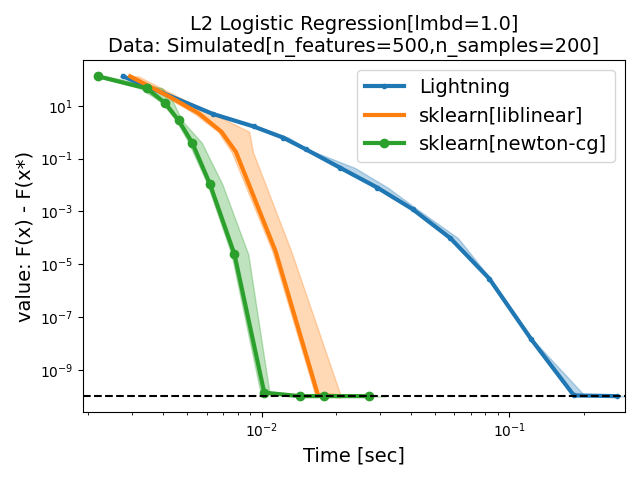 L2 Logistic Regression[lmbd=1.0]
Data: Simulated[n_features=500,n_samples=200]
Lightning
sklearn[liblinear]
sklearn[newton-cg]
value: F(x) - F(x*)
10¹
10⁻¹
10⁻³
10⁻⁵
10⁻⁷
10⁻⁹
10⁻²
10⁻¹
Time [sec]